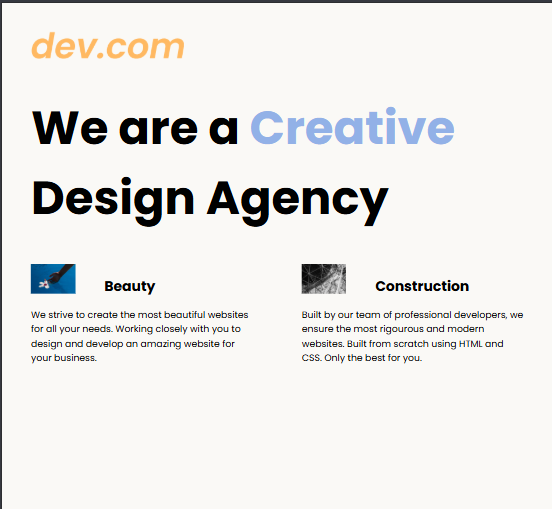 dev.com
We are a Creative
Design Agency
Beauty
We strive to create the most beautiful websites
for all your needs. Working closely with you to
design and develop an amazing website for
your business.
Construction
Built by our team of professional developers, we
ensure the most rigourous and modern
websites. Built from scratch using HTML and
CSS. Only the best for you.